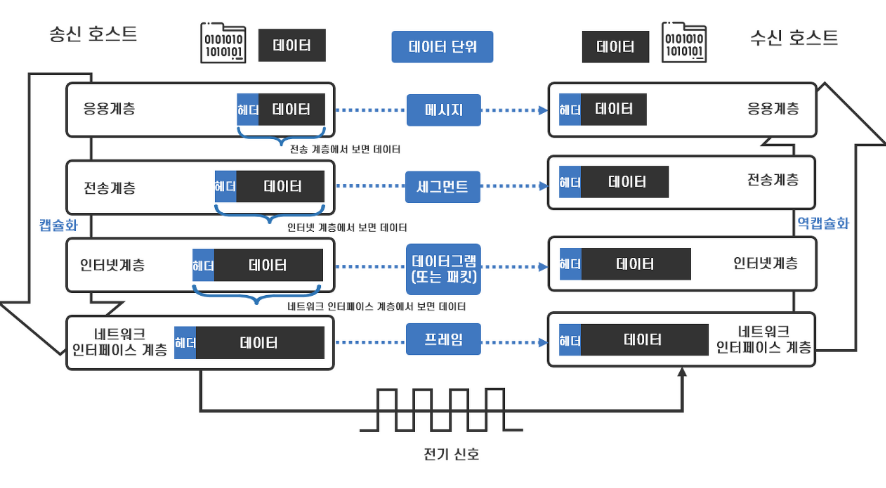 송신 호스트
0101010
1010101
데이터
데이터 단위
데이터
0101010
1010101
수신 호스트
응용계층
헤더 데이터
메시지
헤더 데이터
응용계층
전송 계층에서 보면 데이터
전송계층
헤더 데이터
세그먼트
헤더 데이터
전송계층
캡슐화
인터넷 계층에서 보면 데이터
역캡슐화
인터넷계층
헤더 데이터
데이터그램
(또는 패킷)
헤더 데이터
인터넷계층
네트워크 인터페이스 계층에서 보면 데이터
네트워크
인터페이스 계층
헤더 데이터
프레임
헤더 데이터
네트워크
인터페이스 계층
전기 신호